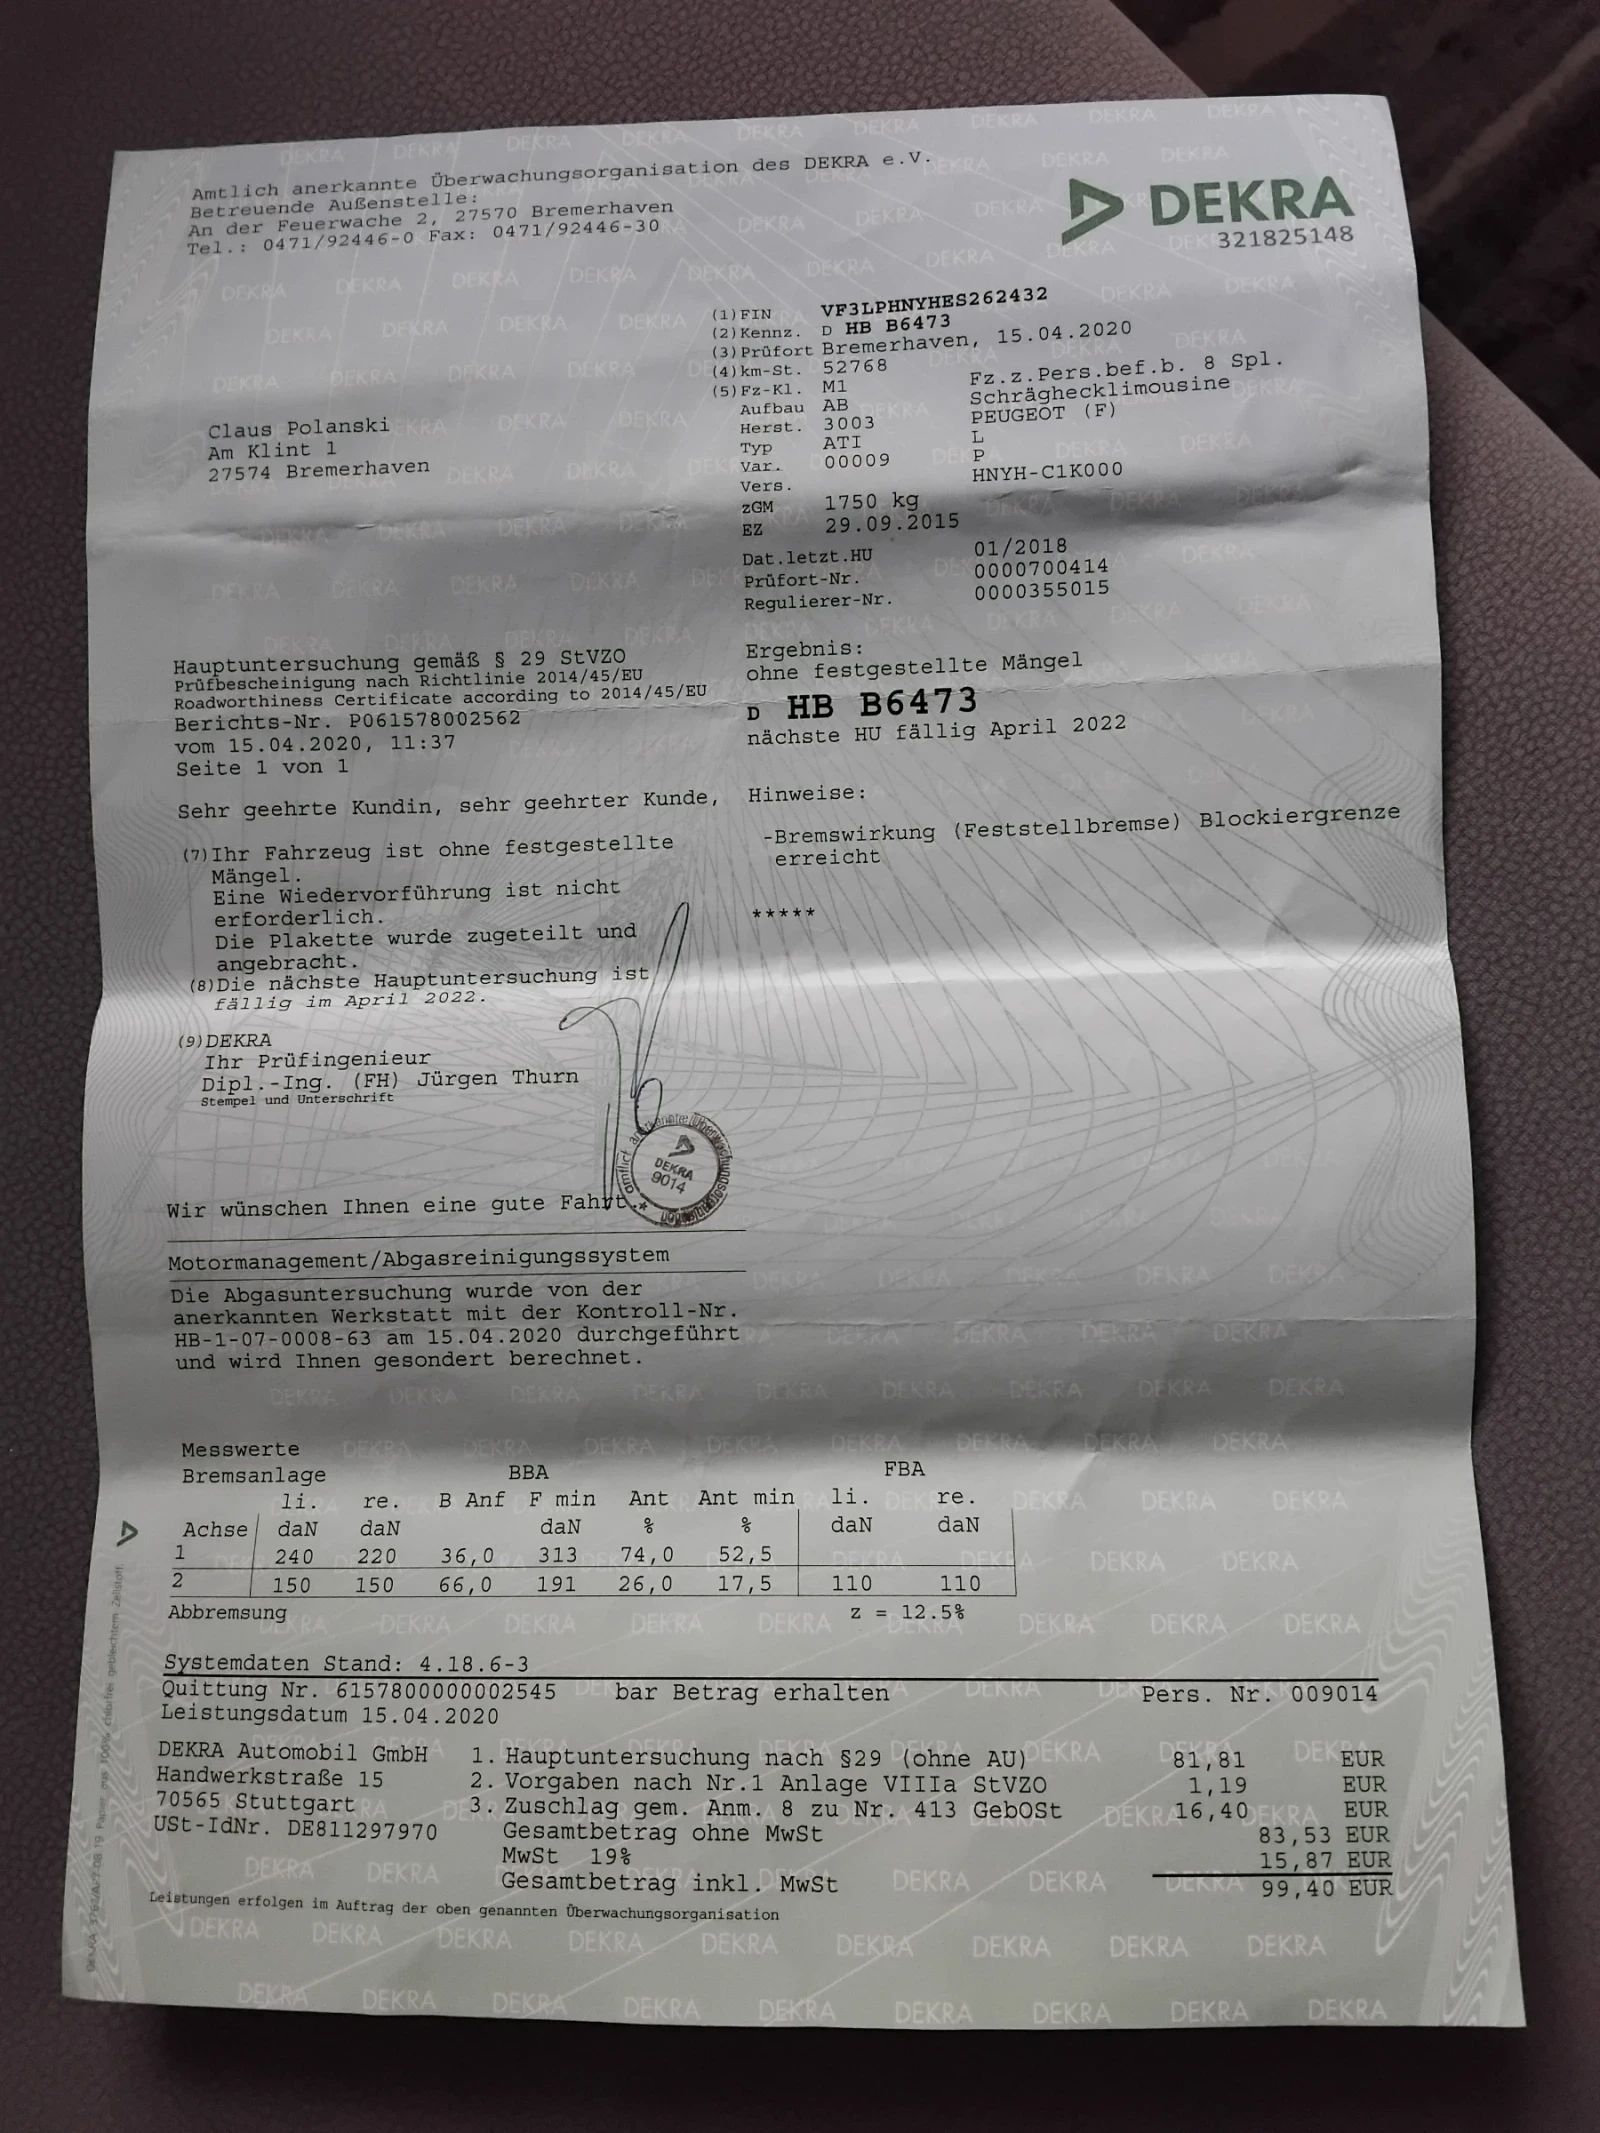 Amtlich anerkannte Überwachungsorganisation des DEKRA e.V.
Betreuende Außenstelle:
An der Feuerwache 2, 27570 Bremerhaven
Tel.: 0471/92446-0 Fax: 0471/92446-30
DEKRA
321825148
(1)FIN VF3LPHNYHES262432
(2)Kennz. D HB B6473
(3)Prüfort Bremerhaven, 15.04.2020
(4)km-St. 52768
(5)Fz-Kl. M1 Fz.z.Pers.bef.b. 8 Spl.
Aufbau AB Schräghecklimousine
Herst. 3003 PEUGEOT (F)
Typ ATI L
Var. 00009 P
Vers. HNYH-C1K000
zGM 1750 kg
EZ 29.09.2015
Dat.letzt.HU 01/2018
Prüfort-Nr. 0000700414
Regulierer-Nr. 0000355015
Claus Polanski
Am Klint 1
27574 Bremerhaven
Hauptuntersuchung gemäß § 29 StVZO
Prüfbescheinigung nach Richtlinie 2014/45/EU
Roadworthiness Certificate according to 2014/45/EU
Berichts-Nr. P061578002562
vom 15.04.2020, 11:37
Seite 1 von 1
Ergebnis:
ohne festgestellte Mängel
D HB B6473
nächste HU fällig April 2022
Sehr geehrte Kundin, sehr geehrter Kunde,
(7)Ihr Fahrzeug ist ohne festgestellte
Mängel.
Eine Wiedervorführung ist nicht
erforderlich.
Die Plakette wurde zugeteilt und
angebracht.
(8)Die nächste Hauptuntersuchung ist
fällig im April 2022.
Hinweise:
-Bremswirkung (Feststellbremse) Blockiergrenze
erreicht
*****
(9)DEKRA
Ihr Prüfingenieur
Dipl.-Ing. (FH) Jürgen Thurn
Stempel und Unterschrift
DEKRA
9014
Wir wünschen Ihnen eine gute Fahrt.
Motormanagement/Abgasreinigungssystem
Die Abgasuntersuchung wurde von der
anerkannten Werkstatt mit der Kontroll-Nr.
HB-1-07-0008-63 am 15.04.2020 durchgeführt
und wird Ihnen gesondert berechnet.
Messwerte
Bremsanlage BBA FBA
li. re. B Anf F min Ant Ant min li. re.
Achse daN daN daN % % daN daN
1 240 220 36,0 313 74,0 52,5
2 150 150 66,0 191 26,0 17,5 110 110
Abbremsung z = 12.5%
Systemdaten Stand: 4.18.6-3
Quittung Nr. 6157800000002545 bar Betrag erhalten Pers. Nr. 009014
Leistungsdatum 15.04.2020
DEKRA Automobil GmbH
Handwerkstraße 15
70565 Stuttgart
USt-IdNr. DE811297970
1. Hauptuntersuchung nach §29 (ohne AU) 81,81 EUR
2. Vorgaben nach Nr.1 Anlage VIIIa StVZO 1,19 EUR
3. Zuschlag gem. Anm. 8 zu Nr. 413 GebOSt 16,40 EUR
Gesamtbetrag ohne MwSt 83,53 EUR
MwSt 19% 15,87 EUR
Gesamtbetrag inkl. MwSt 99,40 EUR
Leistungen erfolgen im Auftrag der oben genannten Überwachungsorganisation